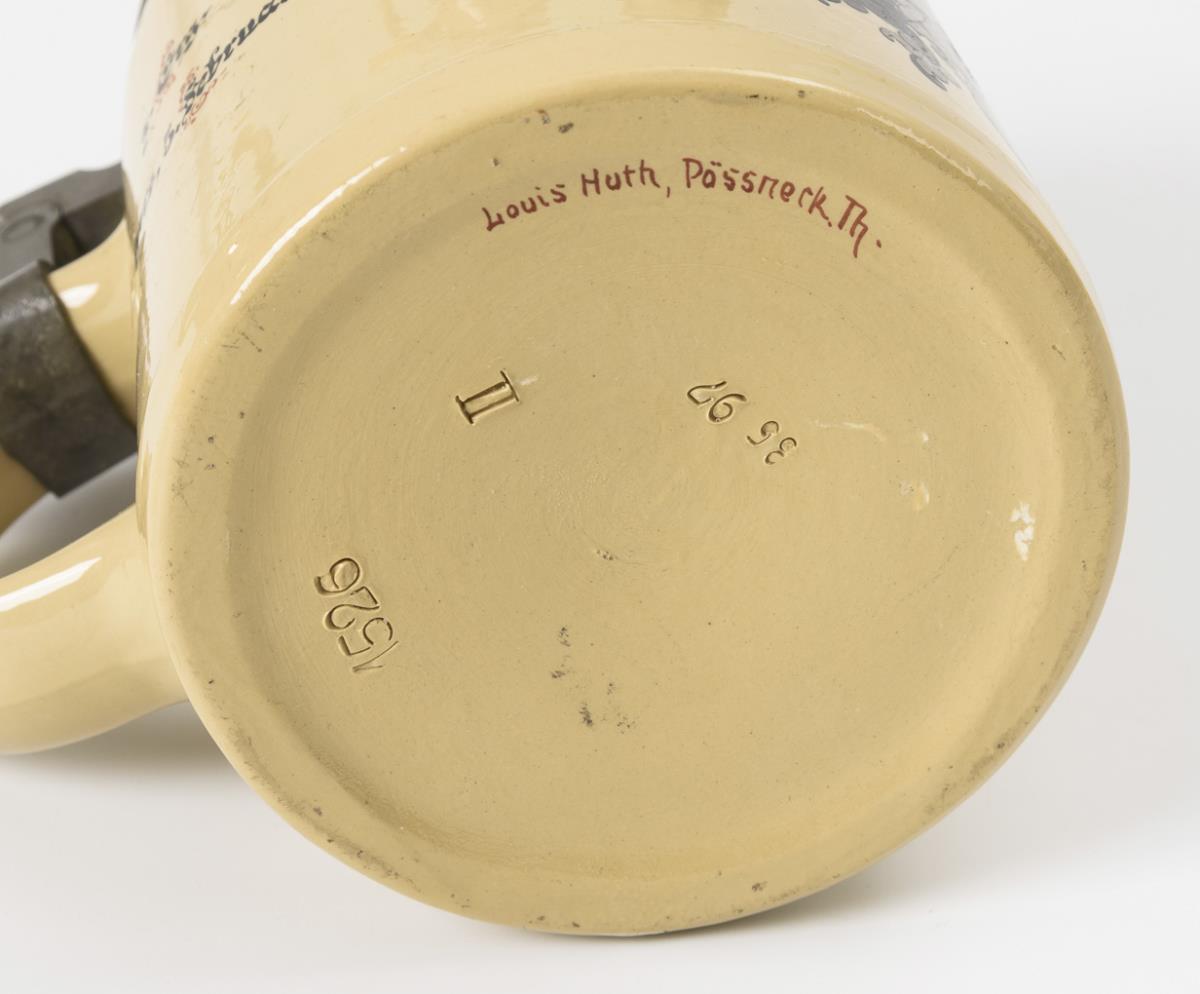 Louis Huth, Pössneck. Th.
II
35 97
1526